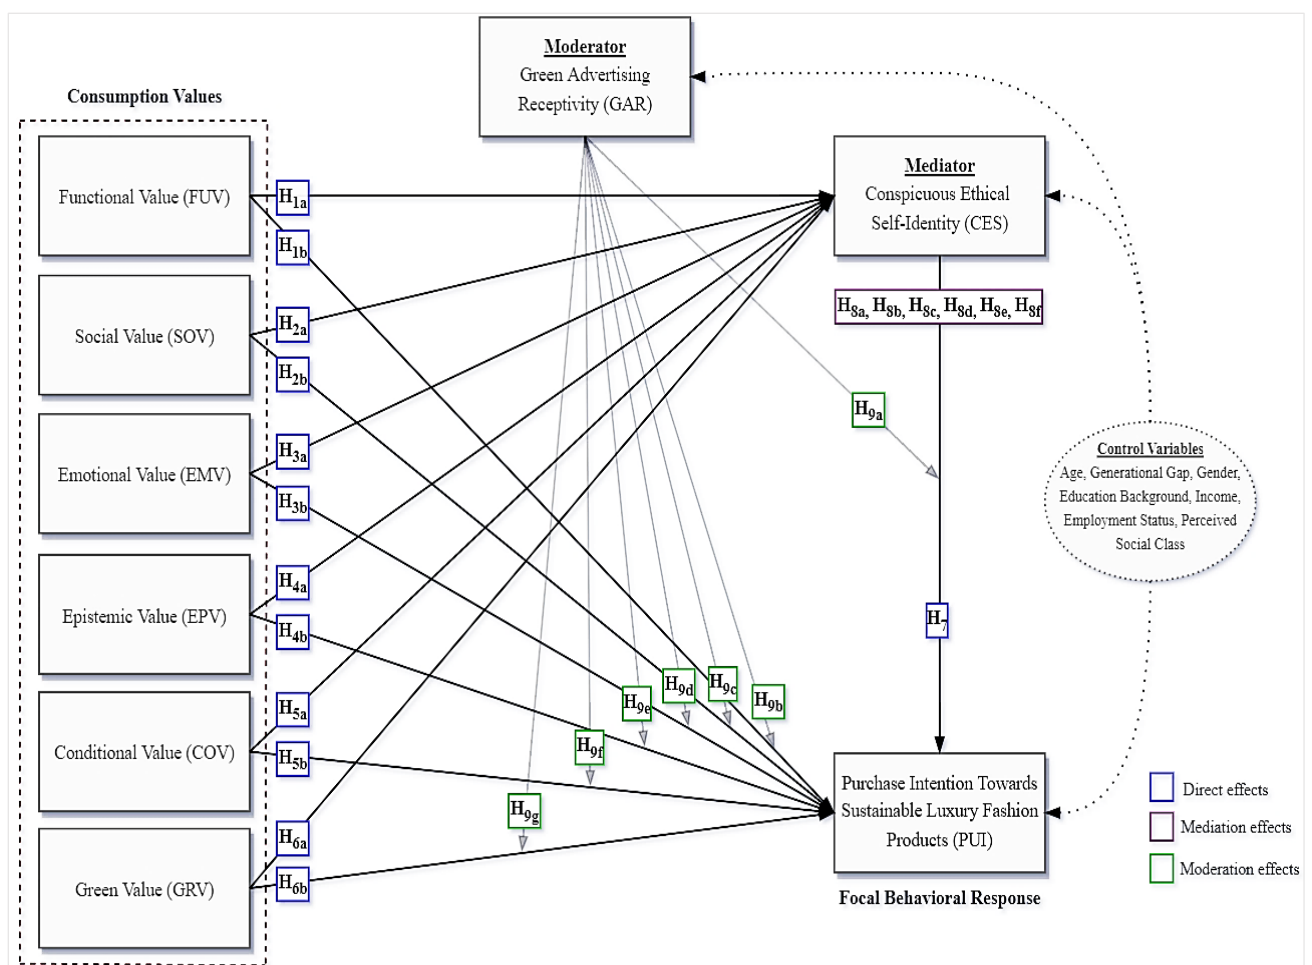 Moderator
Green Advertising
Receptivity (GAR)
Consumption Values
Functional Value (FUV)
Social Value (SOV)
Emotional Value (EMV)
Epistemic Value (EPV)
Conditional Value (COV)
Green Value (GRV)
H1a
H1b
H2a
H2b
H3a
H3b
H4a
H4b
H5a
H5b
H6a
H6b
Mediator
Conspicuous Ethical
Self-Identity (CES)
H8a, H8b, H8c, H8d, H8e, H8f
H9a
H7
H9b
H9c
H9d
H9e
H9f
H9g
Control Variables
Age, Generational Gap, Gender,
Education Background, Income,
Employment Status, Perceived
Social Class
Purchase Intention Towards
Sustainable Luxury Fashion
Products (PUI)
Focal Behavioral Response
Direct effects
Mediation effects
Moderation effects